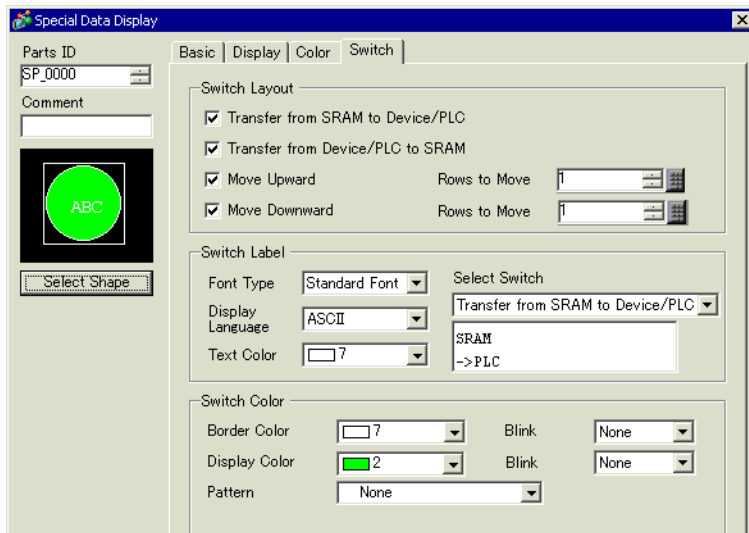 Special Data Display
Parts ID
SP_0000
Comment
ABC
Select Shape
Basic Display Color Switch
Switch Layout
Transfer from SRAM to Device/PLC
Transfer from Device/PLC to SRAM
Move Upward Rows to Move 1
Move Downward Rows to Move 1
Switch Label
Font Type Standard Font
Display Language ASCII
Text Color 7
Select Switch
Transfer from SRAM to Device/PLC
SRAM
->PLC
Switch Color
Border Color 7 Blink None
Display Color 2 Blink None
Pattern None